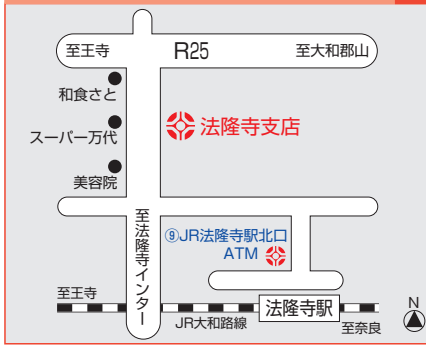 至王寺
R25
至大和郡山
和食さと
スーパー万代
美容院
法隆寺支店
至法隆寺インター
⑨JR法隆寺駅北口
ATM
至王寺
JR大和路線
法隆寺駅
至奈良
N